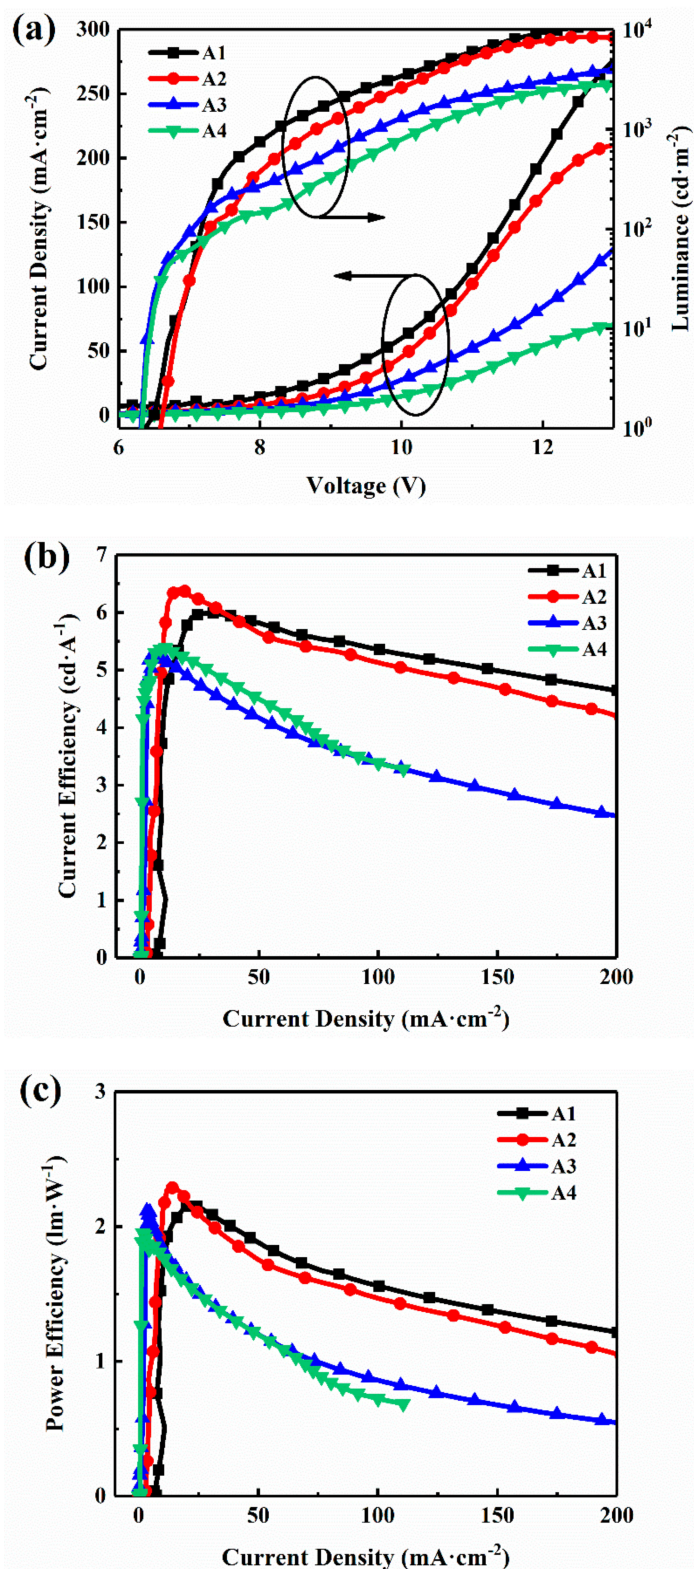 (a)
A1
A2
A3
A4
300
250
200
150
100
50
0
10⁴
10³
10²
10¹
10⁰
6
8
10
12
Current Density (mA·cm⁻²)
Luminance (cd·m⁻²)
Voltage (V)
(b)
A1
A2
A3
A4
7
6
5
4
3
2
1
0
0
50
100
150
200
Current Efficiency (cd·A⁻¹)
Current Density (mA·cm⁻²)
(c)
A1
A2
A3
A4
3
2
1
0
0
50
100
150
200
Power Efficiency (lm·W⁻¹)
Current Density (mA·cm⁻²)